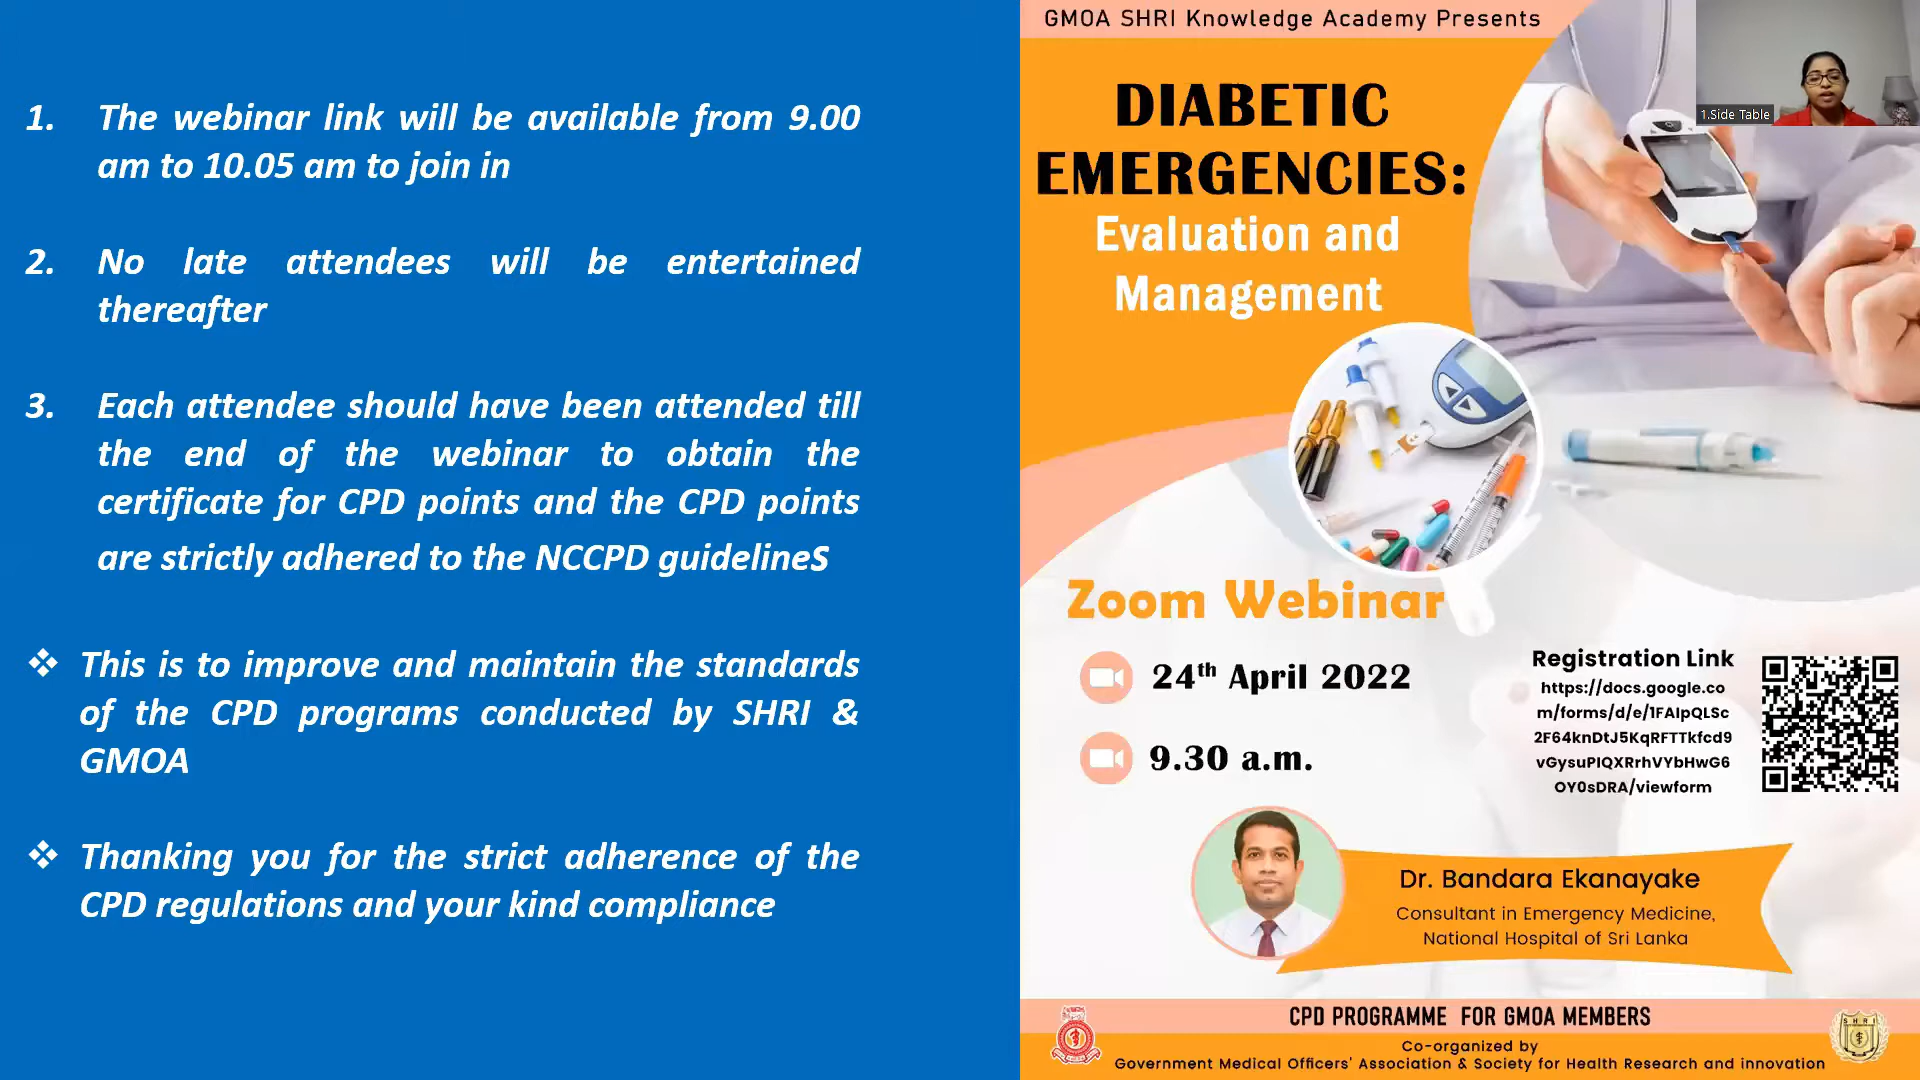 1. The webinar link will be available from 9.00
am to 10.05 am to join in
2. No late attendees will be entertained
thereafter
3. Each attendee should have been attended till
the end of the webinar to obtain the
certificate for CPD points and the CPD points
are strictly adhered to the NCCPD guidelines
❖ This is to improve and maintain the standards
of the CPD programs conducted by SHRI &
GMOA
❖ Thanking you for the strict adherence of the
CPD regulations and your kind compliance
GMOA SHRI Knowledge Academy Presents
DIABETIC
EMERGENCIES:
Evaluation and
Management
1.Side Table
Zoom Webinar
24th April 2022
9.30 a.m.
Registration Link
https://docs.google.co
m/forms/d/e/1FAIpQLSc
2F64knDtJ5KqRFTTkfcd9
vGysuPIQXRrhVYbHwG6
OY0sDRA/viewform
Dr. Bandara Ekanayake
Consultant in Emergency Medicine,
National Hospital of Sri Lanka
CPD PROGRAMME FOR GMOA MEMBERS
Co-organized by
Government Medical Officers' Association & Society for Health Research and innovation
SHRI